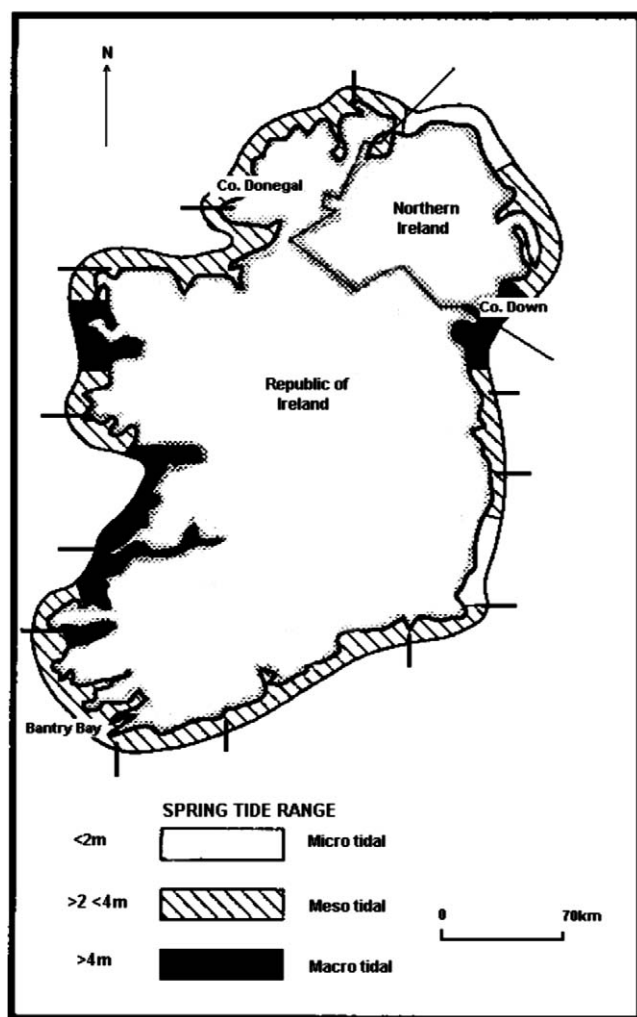 N
Co. Donegal
Northern
Ireland
Co. Down
Republic of
Ireland
Bantry Bay
SPRING TIDE RANGE
<2m Micro tidal
>2 <4m Meso tidal
>4m Macro tidal
0 70km